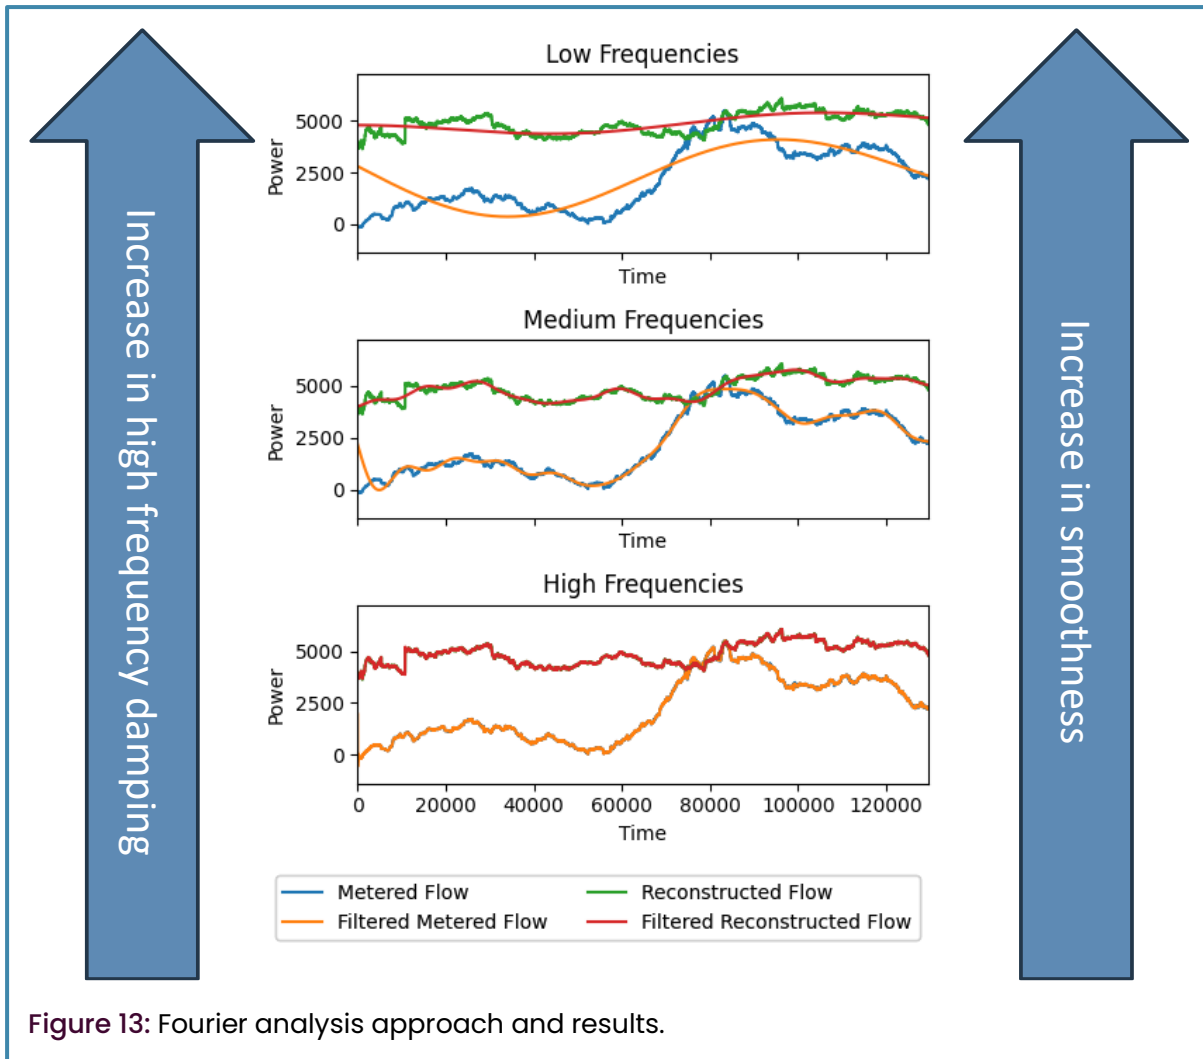 Increase in high frequency damping
Low Frequencies
5000
2500
0
Power
Time
Medium Frequencies
5000
2500
0
Power
Time
High Frequencies
5000
2500
0
Power
0 20000 40000 60000 80000 100000 120000
Time
Metered Flow Reconstructed Flow
Filtered Metered Flow Filtered Reconstructed Flow
Increase in smoothness
Figure 13: Fourier analysis approach and results.